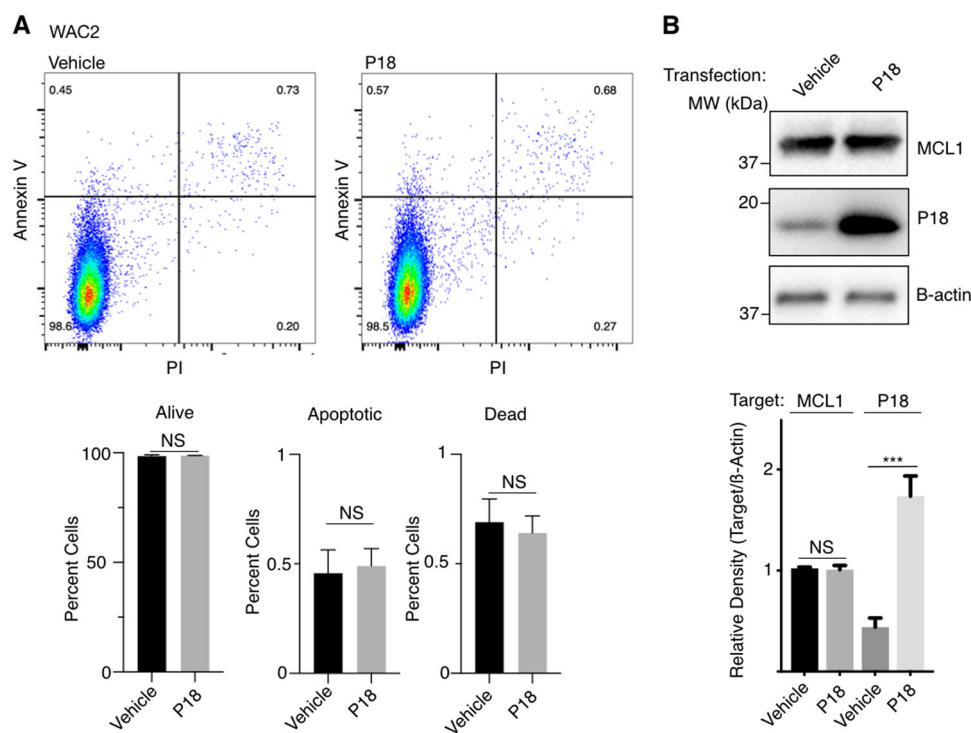 A
WAC2
Vehicle
P18
0.45
0.73
0.57
0.68
Annexin V
Annexin V
98.6
0.20
98.5
0.27
PI
PI
B
Transfection:
Vehicle
P18
MW (kDa)
37
MCL1
20
P18
37
B-actin
Alive
Apoptotic
Dead
Percent Cells
100
50
0
NS
Vehicle
P18
Percent Cells
1
0.5
0
NS
Vehicle
P18
Percent Cells
1
0.5
0
NS
Vehicle
P18
Target:
MCL1
P18
Relative Density (Target/ß-Actin)
2
1
NS
***
Vehicle
P18
Vehicle
P18